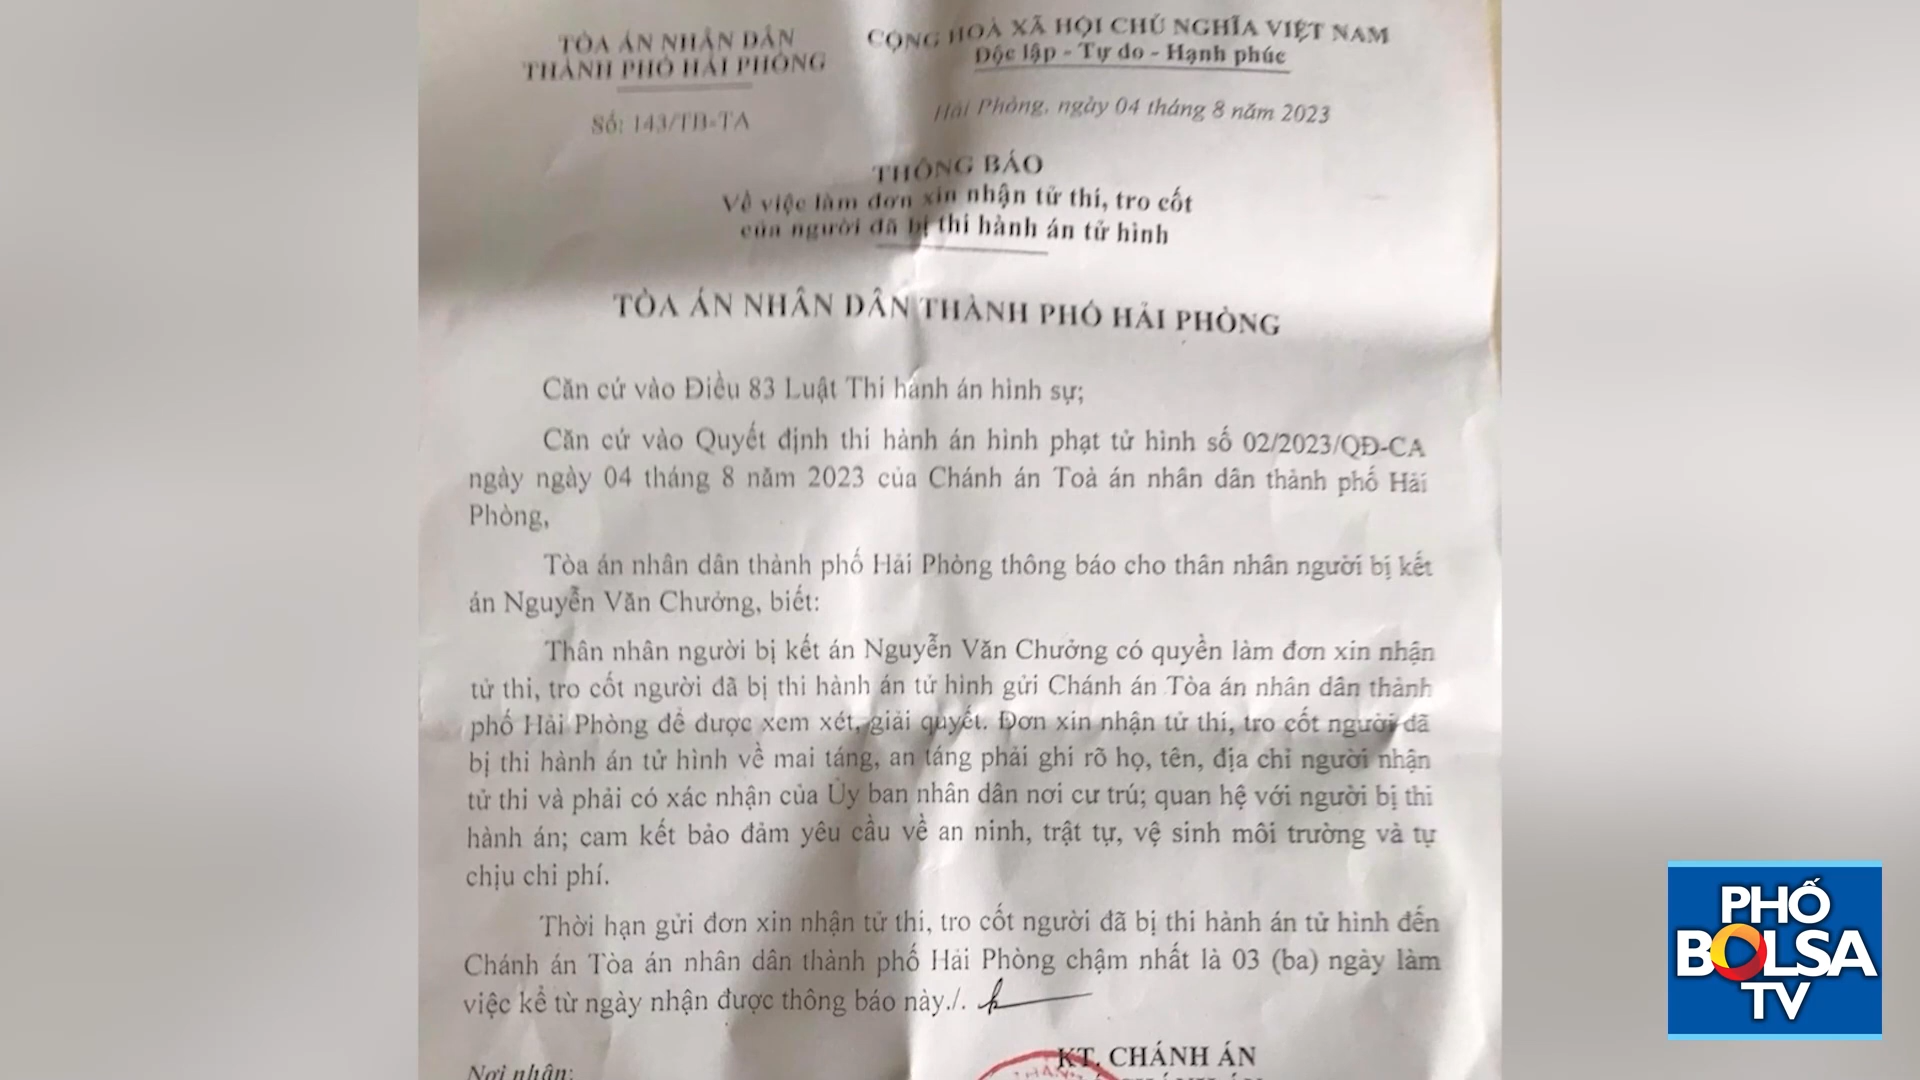 TÒA ÁN NHÂN DÂN
THÀNH PHỐ HẢI PHÒNG
Số: 143/TB-TA
CỘNG HOÀ XÃ HỘI CHỦ NGHĨA VIỆT NAM
Độc lập - Tự do - Hạnh phúc
Hải Phòng, ngày 04 tháng 8 năm 2023
THÔNG BÁO
Về việc làm đơn xin nhận tử thi, tro cốt
của người đã bị thi hành án tử hình
TÒA ÁN NHÂN DÂN THÀNH PHỐ HẢI PHÒNG
Căn cứ vào Điều 83 Luật Thi hành án hình sự;
Căn cứ vào Quyết định thi hành án hình phạt tử hình số 02/2023/QĐ-CA
ngày ngày 04 tháng 8 năm 2023 của Chánh án Toà án nhân dân thành phố Hải
Phòng,
Tòa án nhân dân thành phố Hải Phòng thông báo cho thân nhân người bị kết
án Nguyễn Văn Chưởng, biết:
Thân nhân người bị kết án Nguyễn Văn Chưởng có quyền làm đơn xin nhận
tử thi, tro cốt người đã bị thi hành án tử hình gửi Chánh án Tòa án nhân dân thành
phố Hải Phòng để được xem xét, giải quyết. Đơn xin nhận tử thi, tro cốt người đã
bị thi hành án tử hình về mai táng, an táng phải ghi rõ họ, tên, địa chỉ người nhận
tử thi và phải có xác nhận của Ủy ban nhân dân nơi cư trú; quan hệ với người bị thi
hành án; cam kết bảo đảm yêu cầu về an ninh, trật tự, vệ sinh môi trường và tự
chịu chi phí.
Thời hạn gửi đơn xin nhận tử thi, tro cốt người đã bị thi hành án tử hình đến
Chánh án Tòa án nhân dân thành phố Hải Phòng chậm nhất là 03 (ba) ngày làm
việc kể từ ngày nhận được thông báo này./.
Nơi nhận:
KT. CHÁNH ÁN
PHỐ
BOLSA
TV